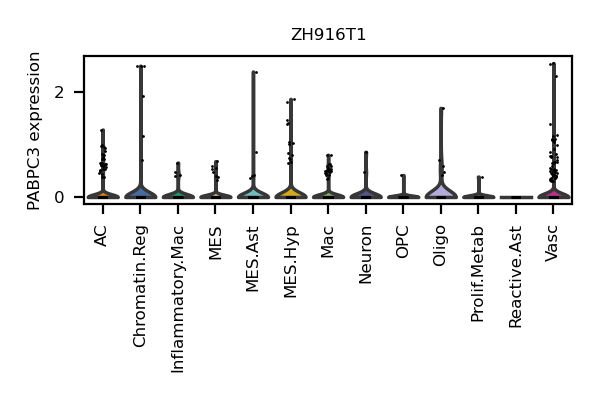 ZH916T1
PABPC3 expression
2
0
AC
Chromatin.Reg
Inflammatory.Mac
MES
MES.Ast
MES.Hyp
Mac
Neuron
OPC
Oligo
Prolif.Metab
Reactive.Ast
Vasc